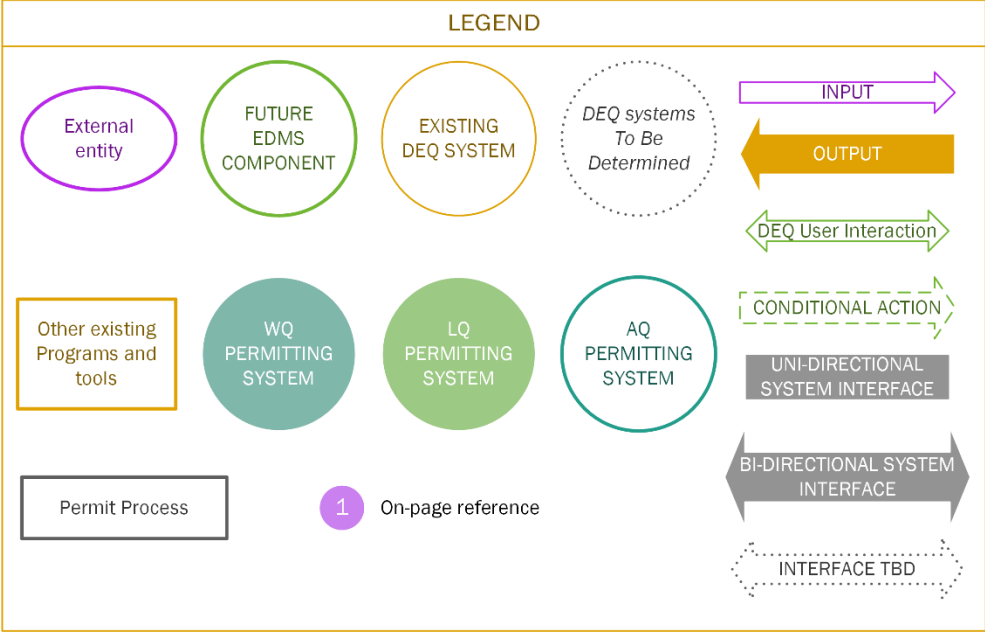 LEGEND
External
entity
FUTURE
EDMS
COMPONENT
EXISTING
DEQ SYSTEM
DEQ systems
To Be
Determined
INPUT
OUTPUT
DEQ User Interaction
Other existing
Programs and
tools
WQ
PERMITTING
SYSTEM
LQ
PERMITTING
SYSTEM
AQ
PERMITTING
SYSTEM
CONDITIONAL ACTION
UNI-DIRECTIONAL
SYSTEM INTERFACE
BI-DIRECTIONAL SYSTEM
INTERFACE
Permit Process
1
On-page reference
INTERFACE TBD